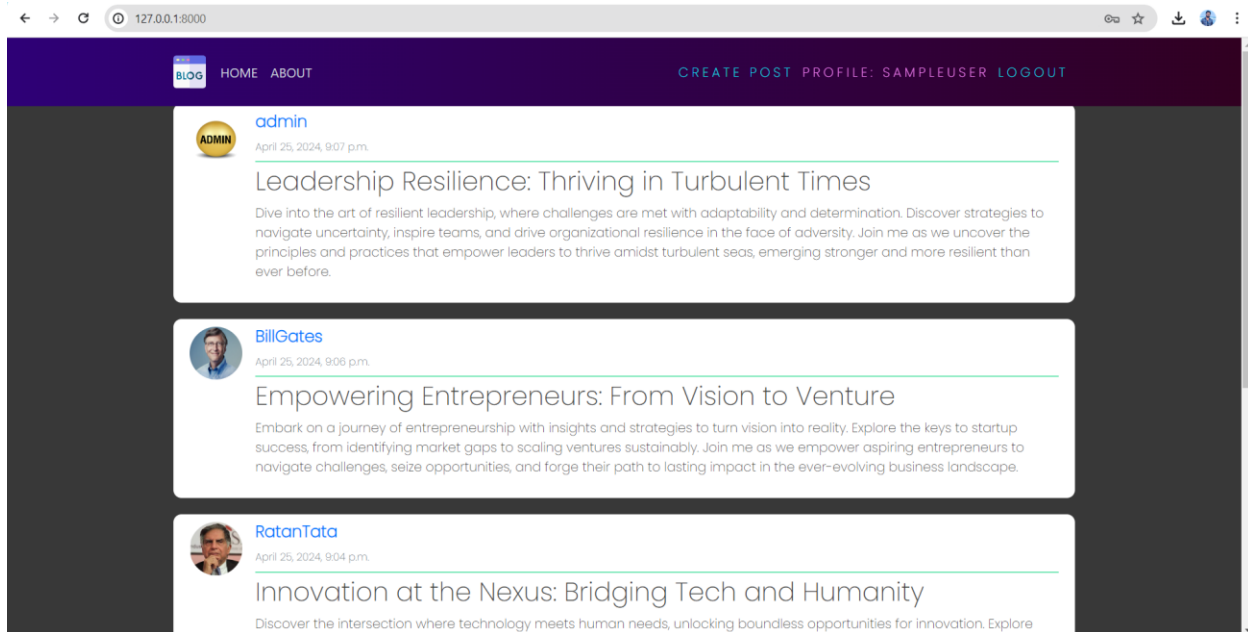 127.0.0.1:8000
BLOG HOME ABOUT CREATE POST PROFILE: SAMPLEUSER LOGOUT
ADMIN
admin
April 25, 2024, 9:07 p.m.
Leadership Resilience: Thriving in Turbulent Times
Dive into the art of resilient leadership, where challenges are met with adaptability and determination. Discover strategies to
navigate uncertainty, inspire teams, and drive organizational resilience in the face of adversity. Join me as we uncover the
principles and practices that empower leaders to thrive amidst turbulent seas, emerging stronger and more resilient than
ever before.
BillGates
April 25, 2024, 9:06 p.m.
Empowering Entrepreneurs: From Vision to Venture
Embark on a journey of entrepreneurship with insights and strategies to turn vision into reality. Explore the keys to startup
success, from identifying market gaps to scaling ventures sustainably. Join me as we empower aspiring entrepreneurs to
navigate challenges, seize opportunities, and forge their path to lasting impact in the ever-evolving business landscape.
RatanTata
April 25, 2024, 9:04 p.m.
Innovation at the Nexus: Bridging Tech and Humanity
Discover the intersection where technology meets human needs, unlocking boundless opportunities for innovation. Explore